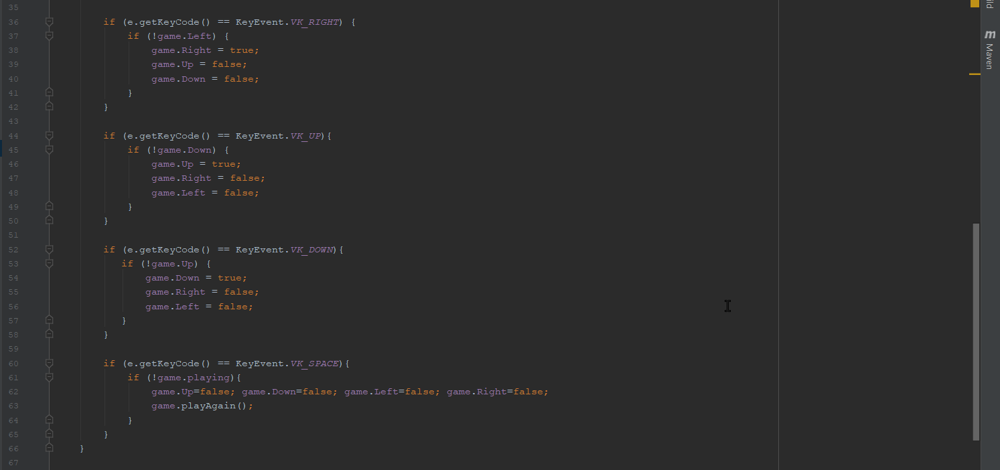 35
36 if (e.getKeyCode() == KeyEvent.VK_RIGHT) {
37 if (!game.Left) {
38 game.Right = true;
39 game.Up = false;
40 game.Down = false;
41 }
42 }
43
44 if (e.getKeyCode() == KeyEvent.VK_UP){
45 if (!game.Down) {
46 game.Up = true;
47 game.Right = false;
48 game.Left = false;
49 }
50 }
51
52 if (e.getKeyCode() == KeyEvent.VK_DOWN){
53 if (!game.Up) {
54 game.Down = true;
55 game.Right = false;
56 game.Left = false;
57 }
58 }
59
60 if (e.getKeyCode() == KeyEvent.VK_SPACE){
61 if (!game.playing){
62 game.Up=false; game.Down=false; game.Left=false; game.Right=false;
63 game.playAgain();
64 }
65 }
66 }
67
m Maven